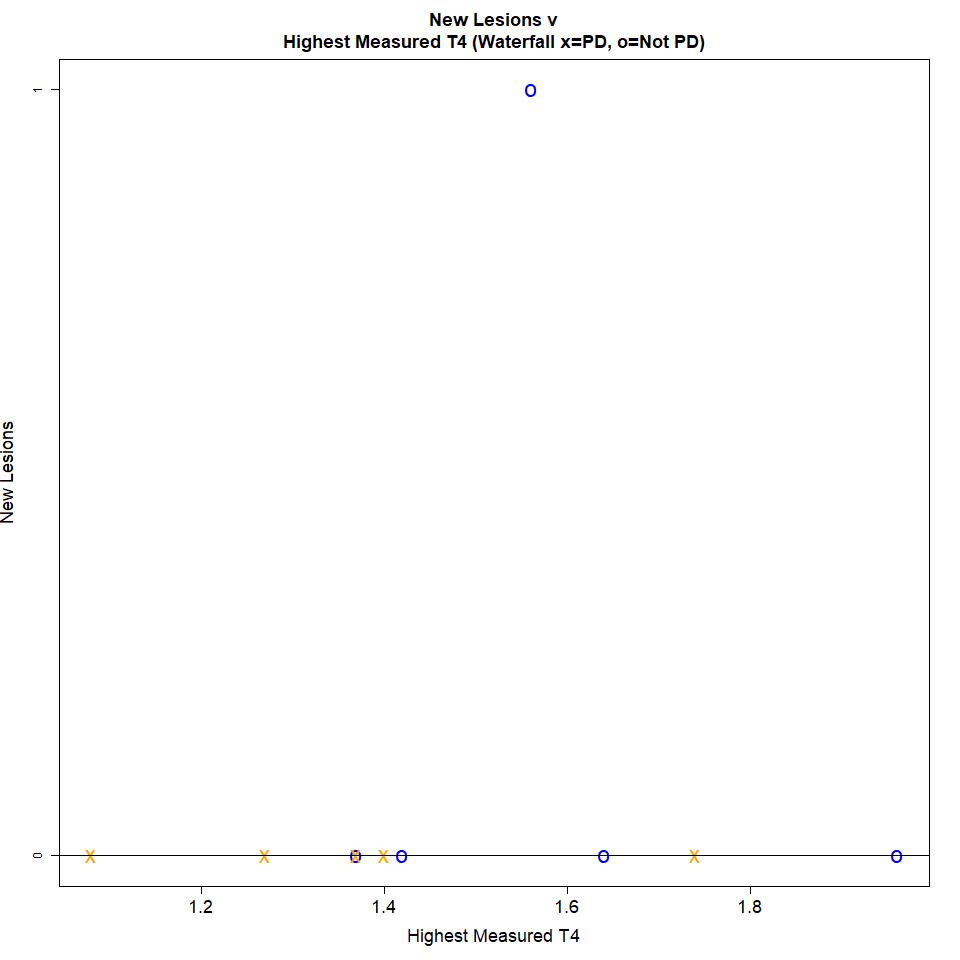 New Lesions v
Highest Measured T4 (Waterfall x=PD, o=Not PD)
1
New Lesions
0
1.2 1.4 1.6 1.8
Highest Measured T4